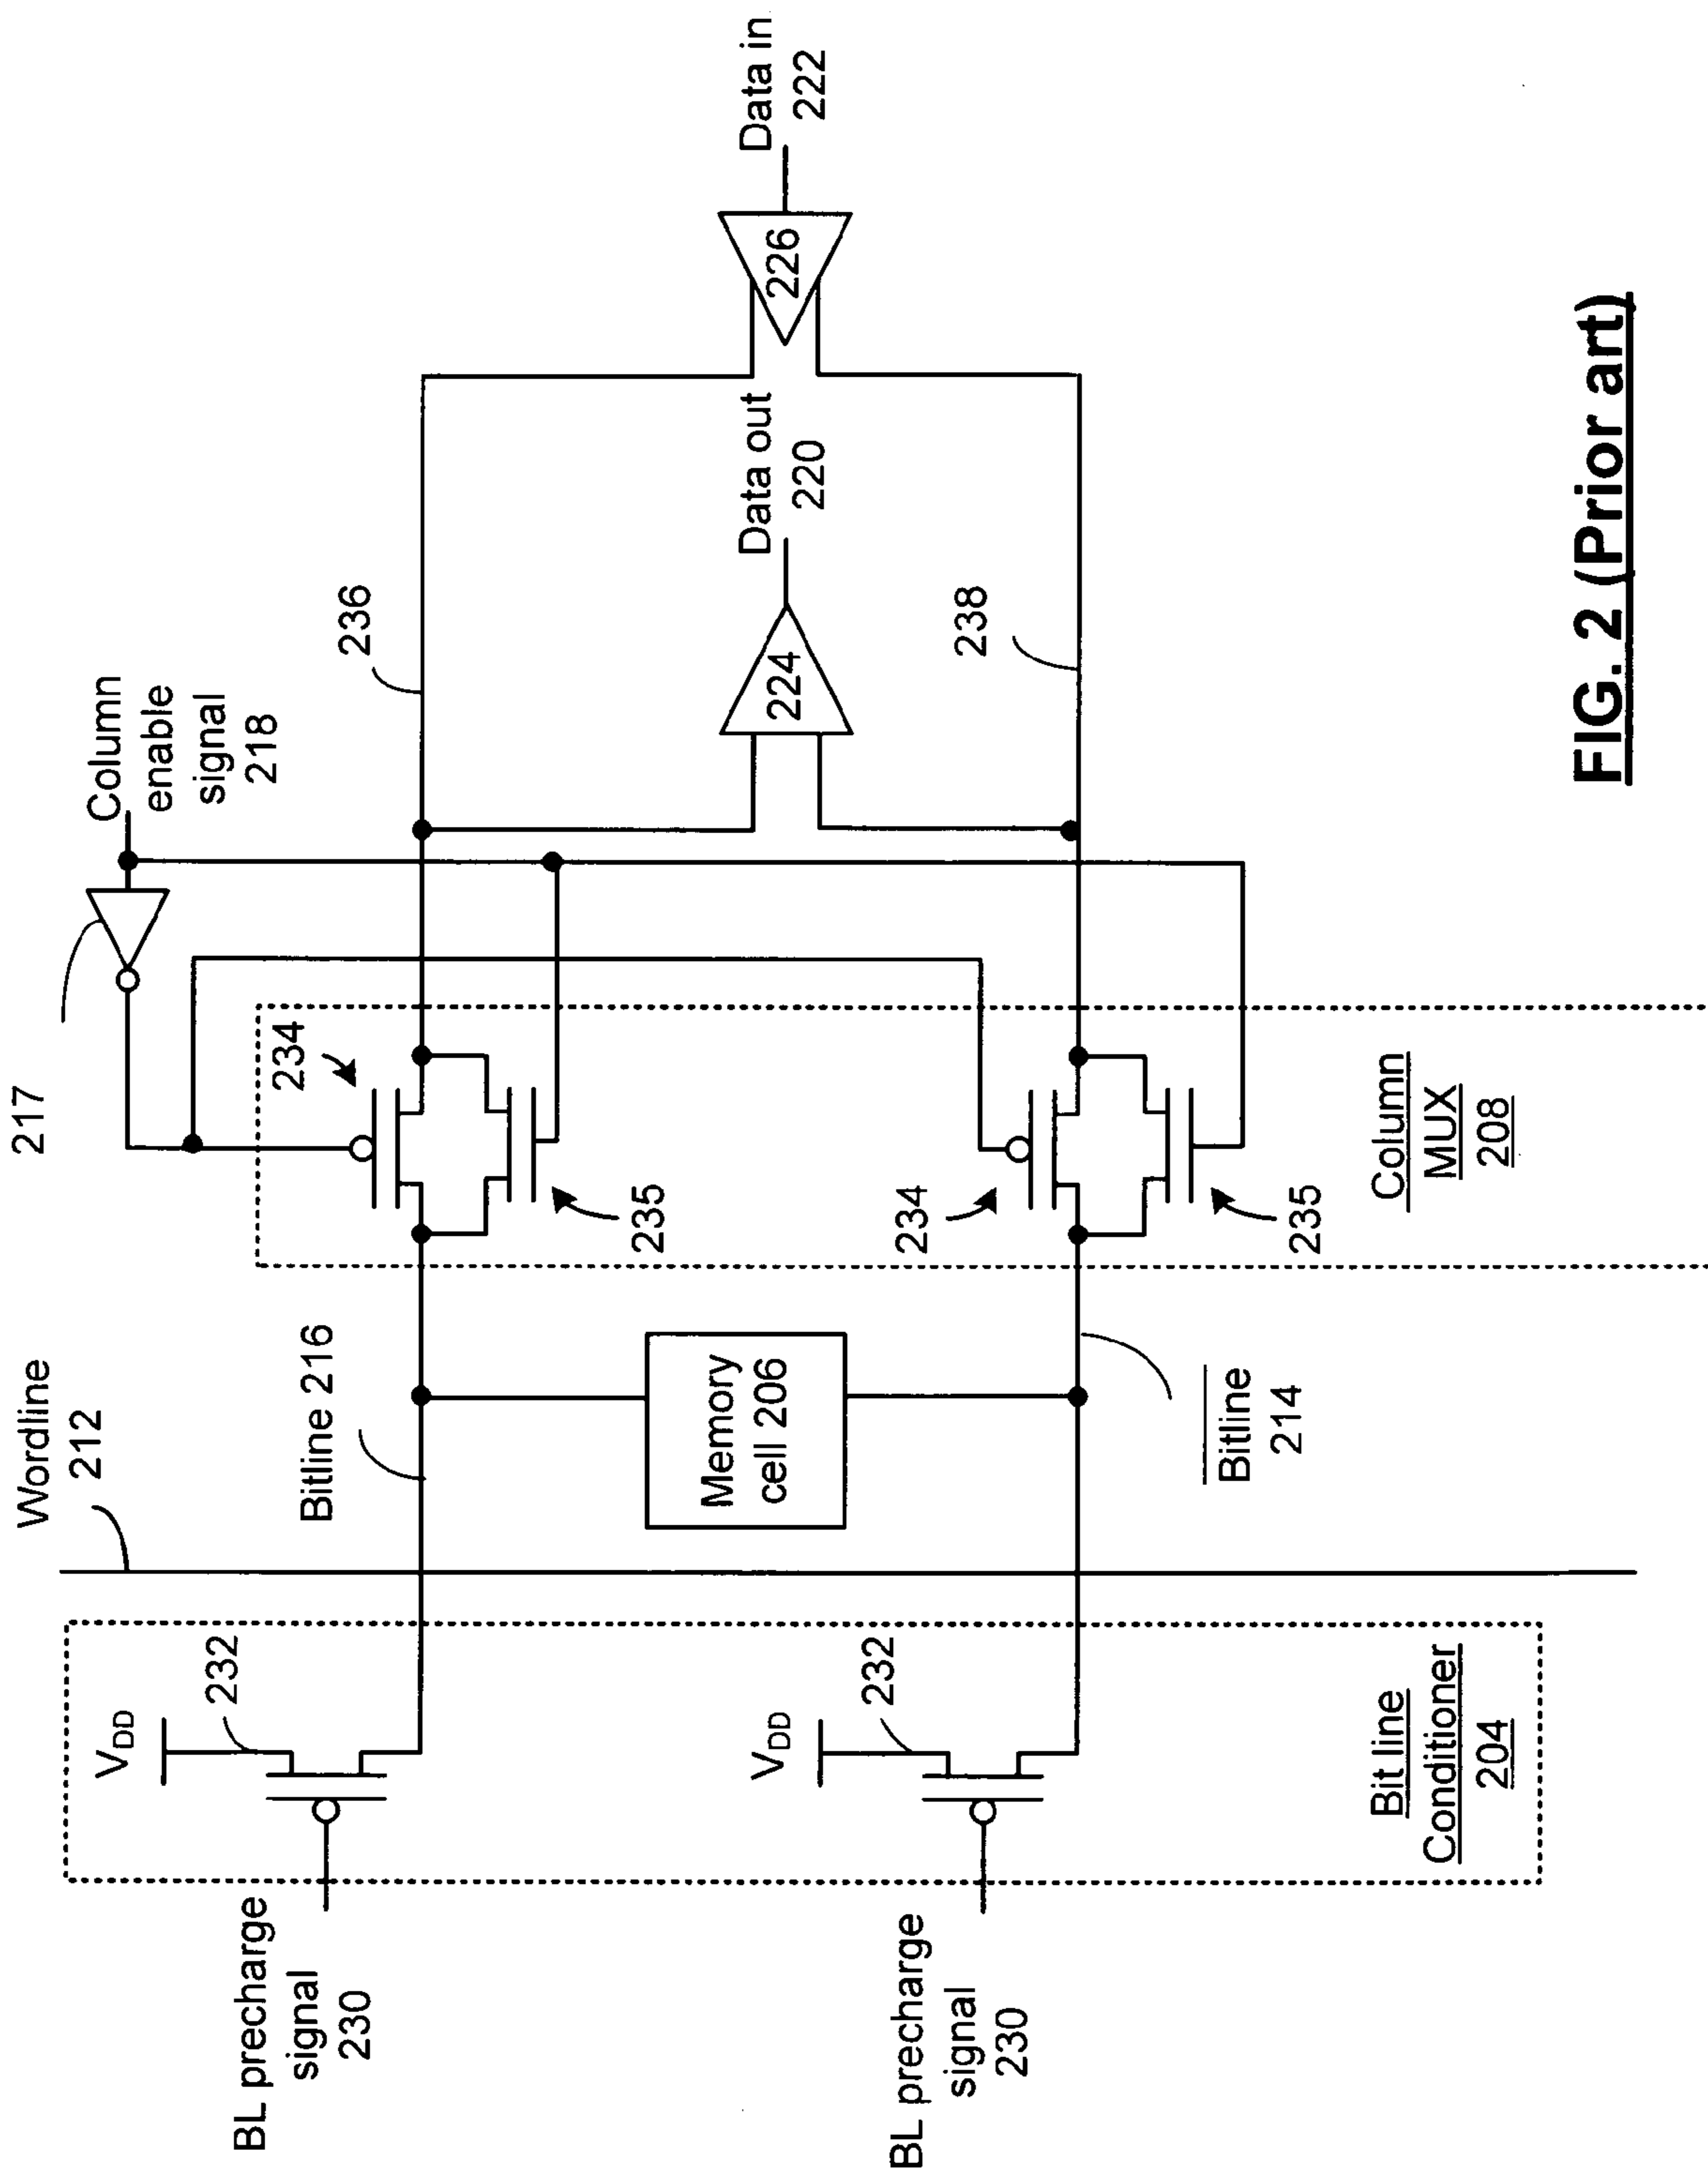 BL precharge
signal
230
BL precharge
signal
230
V_DD
232
V_DD
232
Bit line
Conditioner
204
Wordline
212
Bitline 216
Memory
cell 206
Bitline
214
217
234
235
234
235
Column
MUX
208
Column
enable
signal
218
236
238
224
Data out
220
226
Data in
222
FIG. 2 (Prior art)